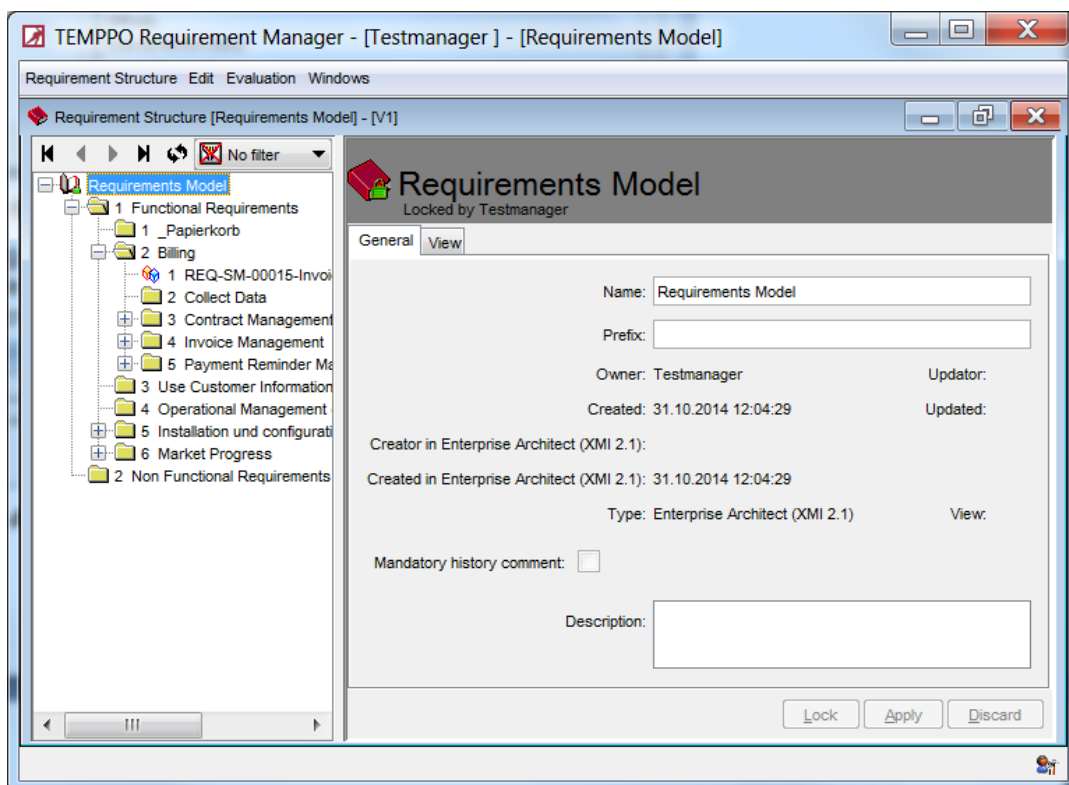 TEMPPO Requirement Manager - [Testmanager ] - [Requirements Model]
Requirement Structure Edit Evaluation Windows
Requirement Structure [Requirements Model] - [V1]
No filter
Requirements Model
1 Functional Requirements
1 _Papierkorb
2 Billing
1 REQ-SM-00015-Invoi
2 Collect Data
3 Contract Management
4 Invoice Management
5 Payment Reminder Ma
3 Use Customer Information
4 Operational Management
5 Installation und configurati
6 Market Progress
2 Non Functional Requirements
Requirements Model
Locked by Testmanager
General View
Name: Requirements Model
Prefix:
Owner: Testmanager Updator:
Created: 31.10.2014 12:04:29 Updated:
Creator in Enterprise Architect (XMI 2.1):
Created in Enterprise Architect (XMI 2.1): 31.10.2014 12:04:29
Type: Enterprise Architect (XMI 2.1) View:
Mandatory history comment:
Description:
Lock Apply Discard